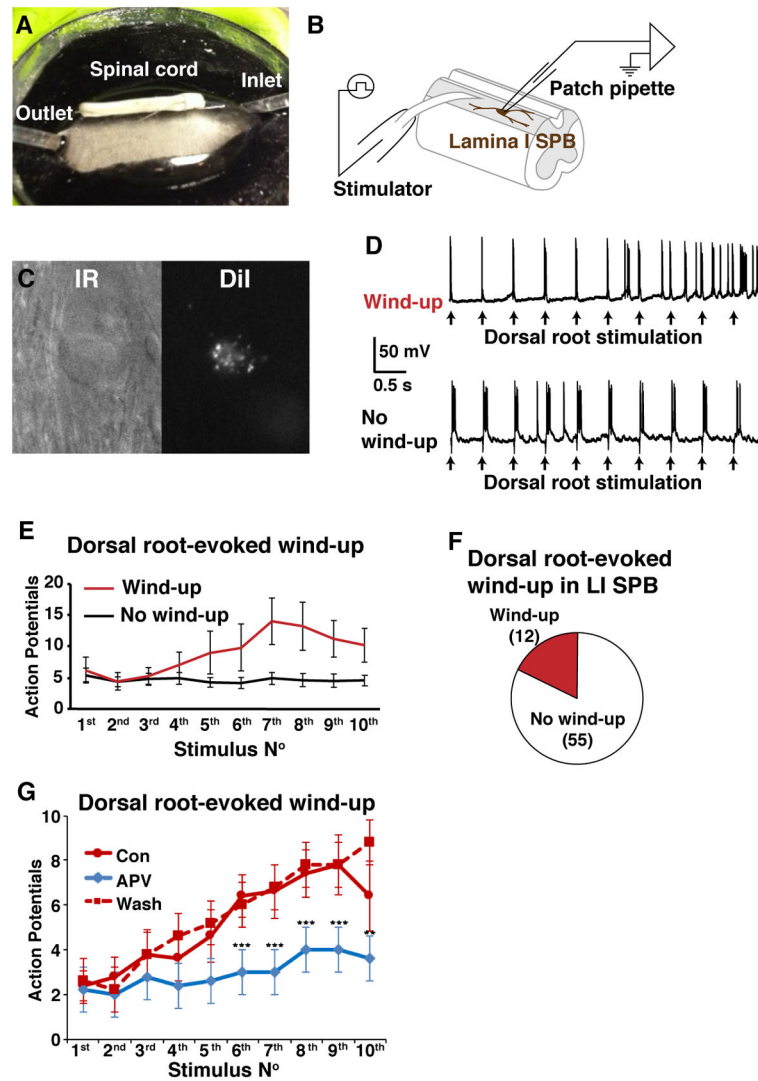 A
Spinal cord
Inlet
Outlet
B
Patch pipette
Lamina I SPB
Stimulator
C
IR
DiI
D
Wind-up
Dorsal root stimulation
50 mV
0.5 s
No
wind-up
Dorsal root stimulation
E
Dorsal root-evoked wind-up
Action Potentials
20
15
10
5
0
Wind-up
No wind-up
1st 2nd 3rd 4th 5th 6th 7th 8th 9th 10th
Stimulus No
F
Dorsal root-evoked
wind-up in LI SPB
Wind-up
(12)
No wind-up
(55)
G
Dorsal root-evoked wind-up
Action Potentials
10
8
6
4
2
0
Con
APV
Wash
*** *** *** *** **
1st 2nd 3rd 4th 5th 6th 7th 8th 9th 10th
Stimulus No